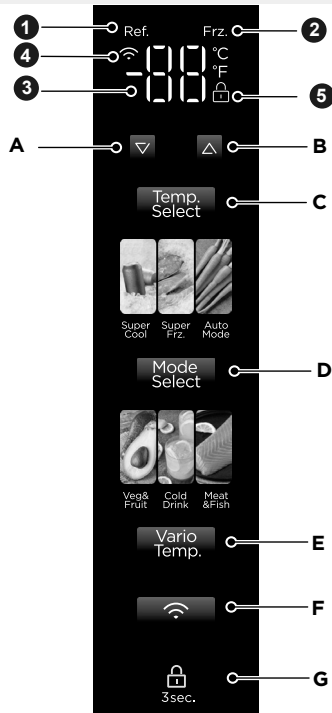 1 Ref. Frz. 2
4 °C
-88 °F
3 5
A B
Temp.
Select C
Super
Cool
Super
Frz.
Auto
Mode
Mode
Select D
Veg&
Fruit
Cold
Drink
Meat
&Fish
Vario
Temp. E
F
G
3sec.